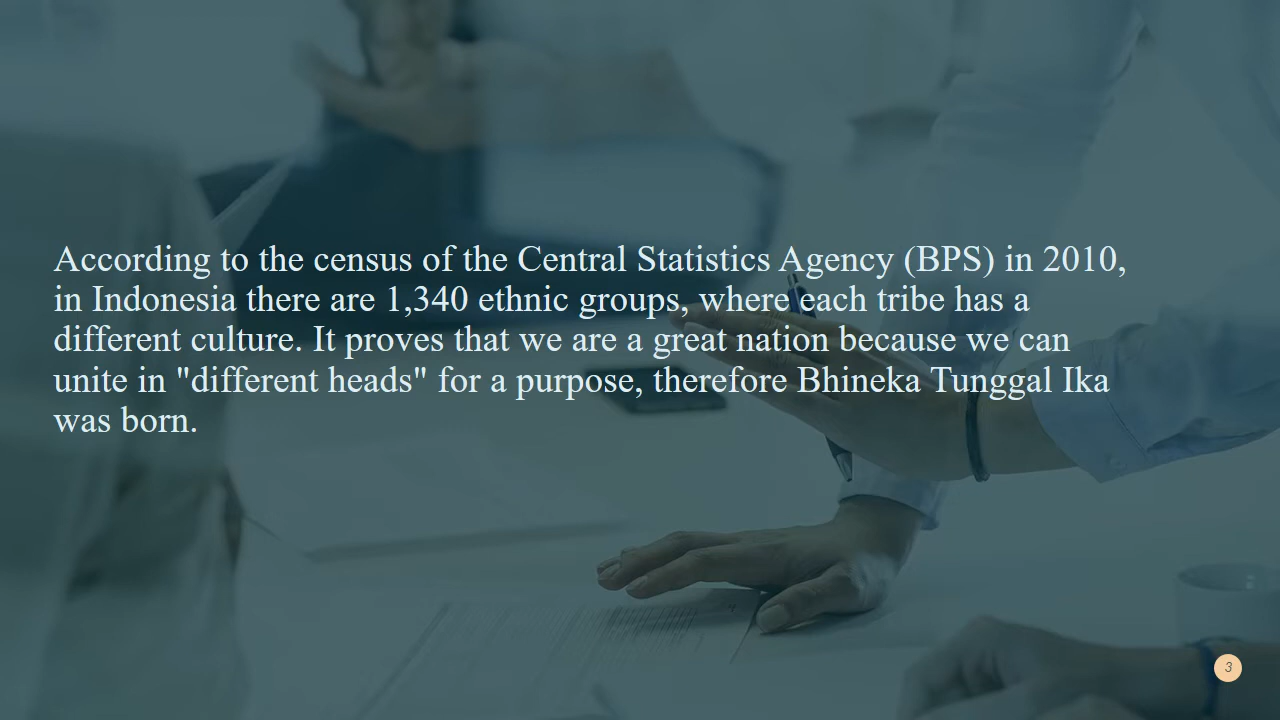 According to the census of the Central Statistics Agency (BPS) in 2010,
in Indonesia there are 1,340 ethnic groups, where each tribe has a
different culture. It proves that we are a great nation because we can
unite in "different heads" for a purpose, therefore Bhineka Tunggal Ika
was born.
3